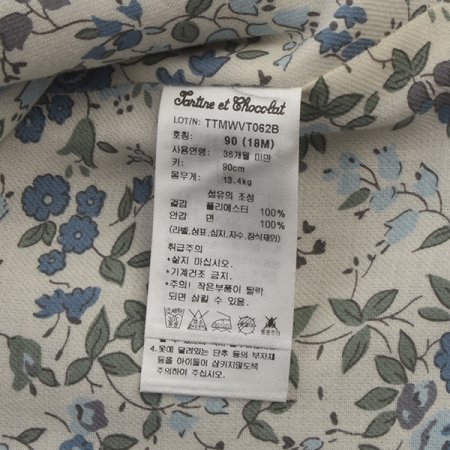 Tartine et Chocolat
LOT/N: TTMWVT062B
호칭: 90 (18M)
사용연령: 36개월 미만
키: 90cm
몸무게: 13.4kg
섬유의 조성
겉감 폴리에스터 100%
안감 면 100%
(라벨,상표,심지,자수,장식제외)
취급주의
*삶지 마십시오.
*기계건조 금지.
*주의! 작은부품이 탈락
되면 삼킬 수 있음.
4.옷에 달려있는 단추 등의 부자재
등을 아이들이 삼키지않도록
주의하여 주십시오.